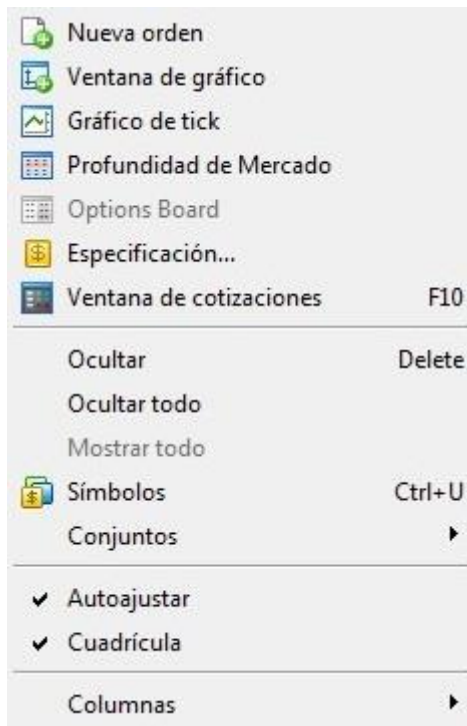 Nueva orden
Ventana de gráfico
Gráfico de tick
Profundidad de Mercado
Options Board
Especificación...
Ventana de cotizaciones F10
Ocultar Delete
Ocultar todo
Mostrar todo
Símbolos Ctrl+U
Conjuntos
Autoajustar
Cuadrícula
Columnas